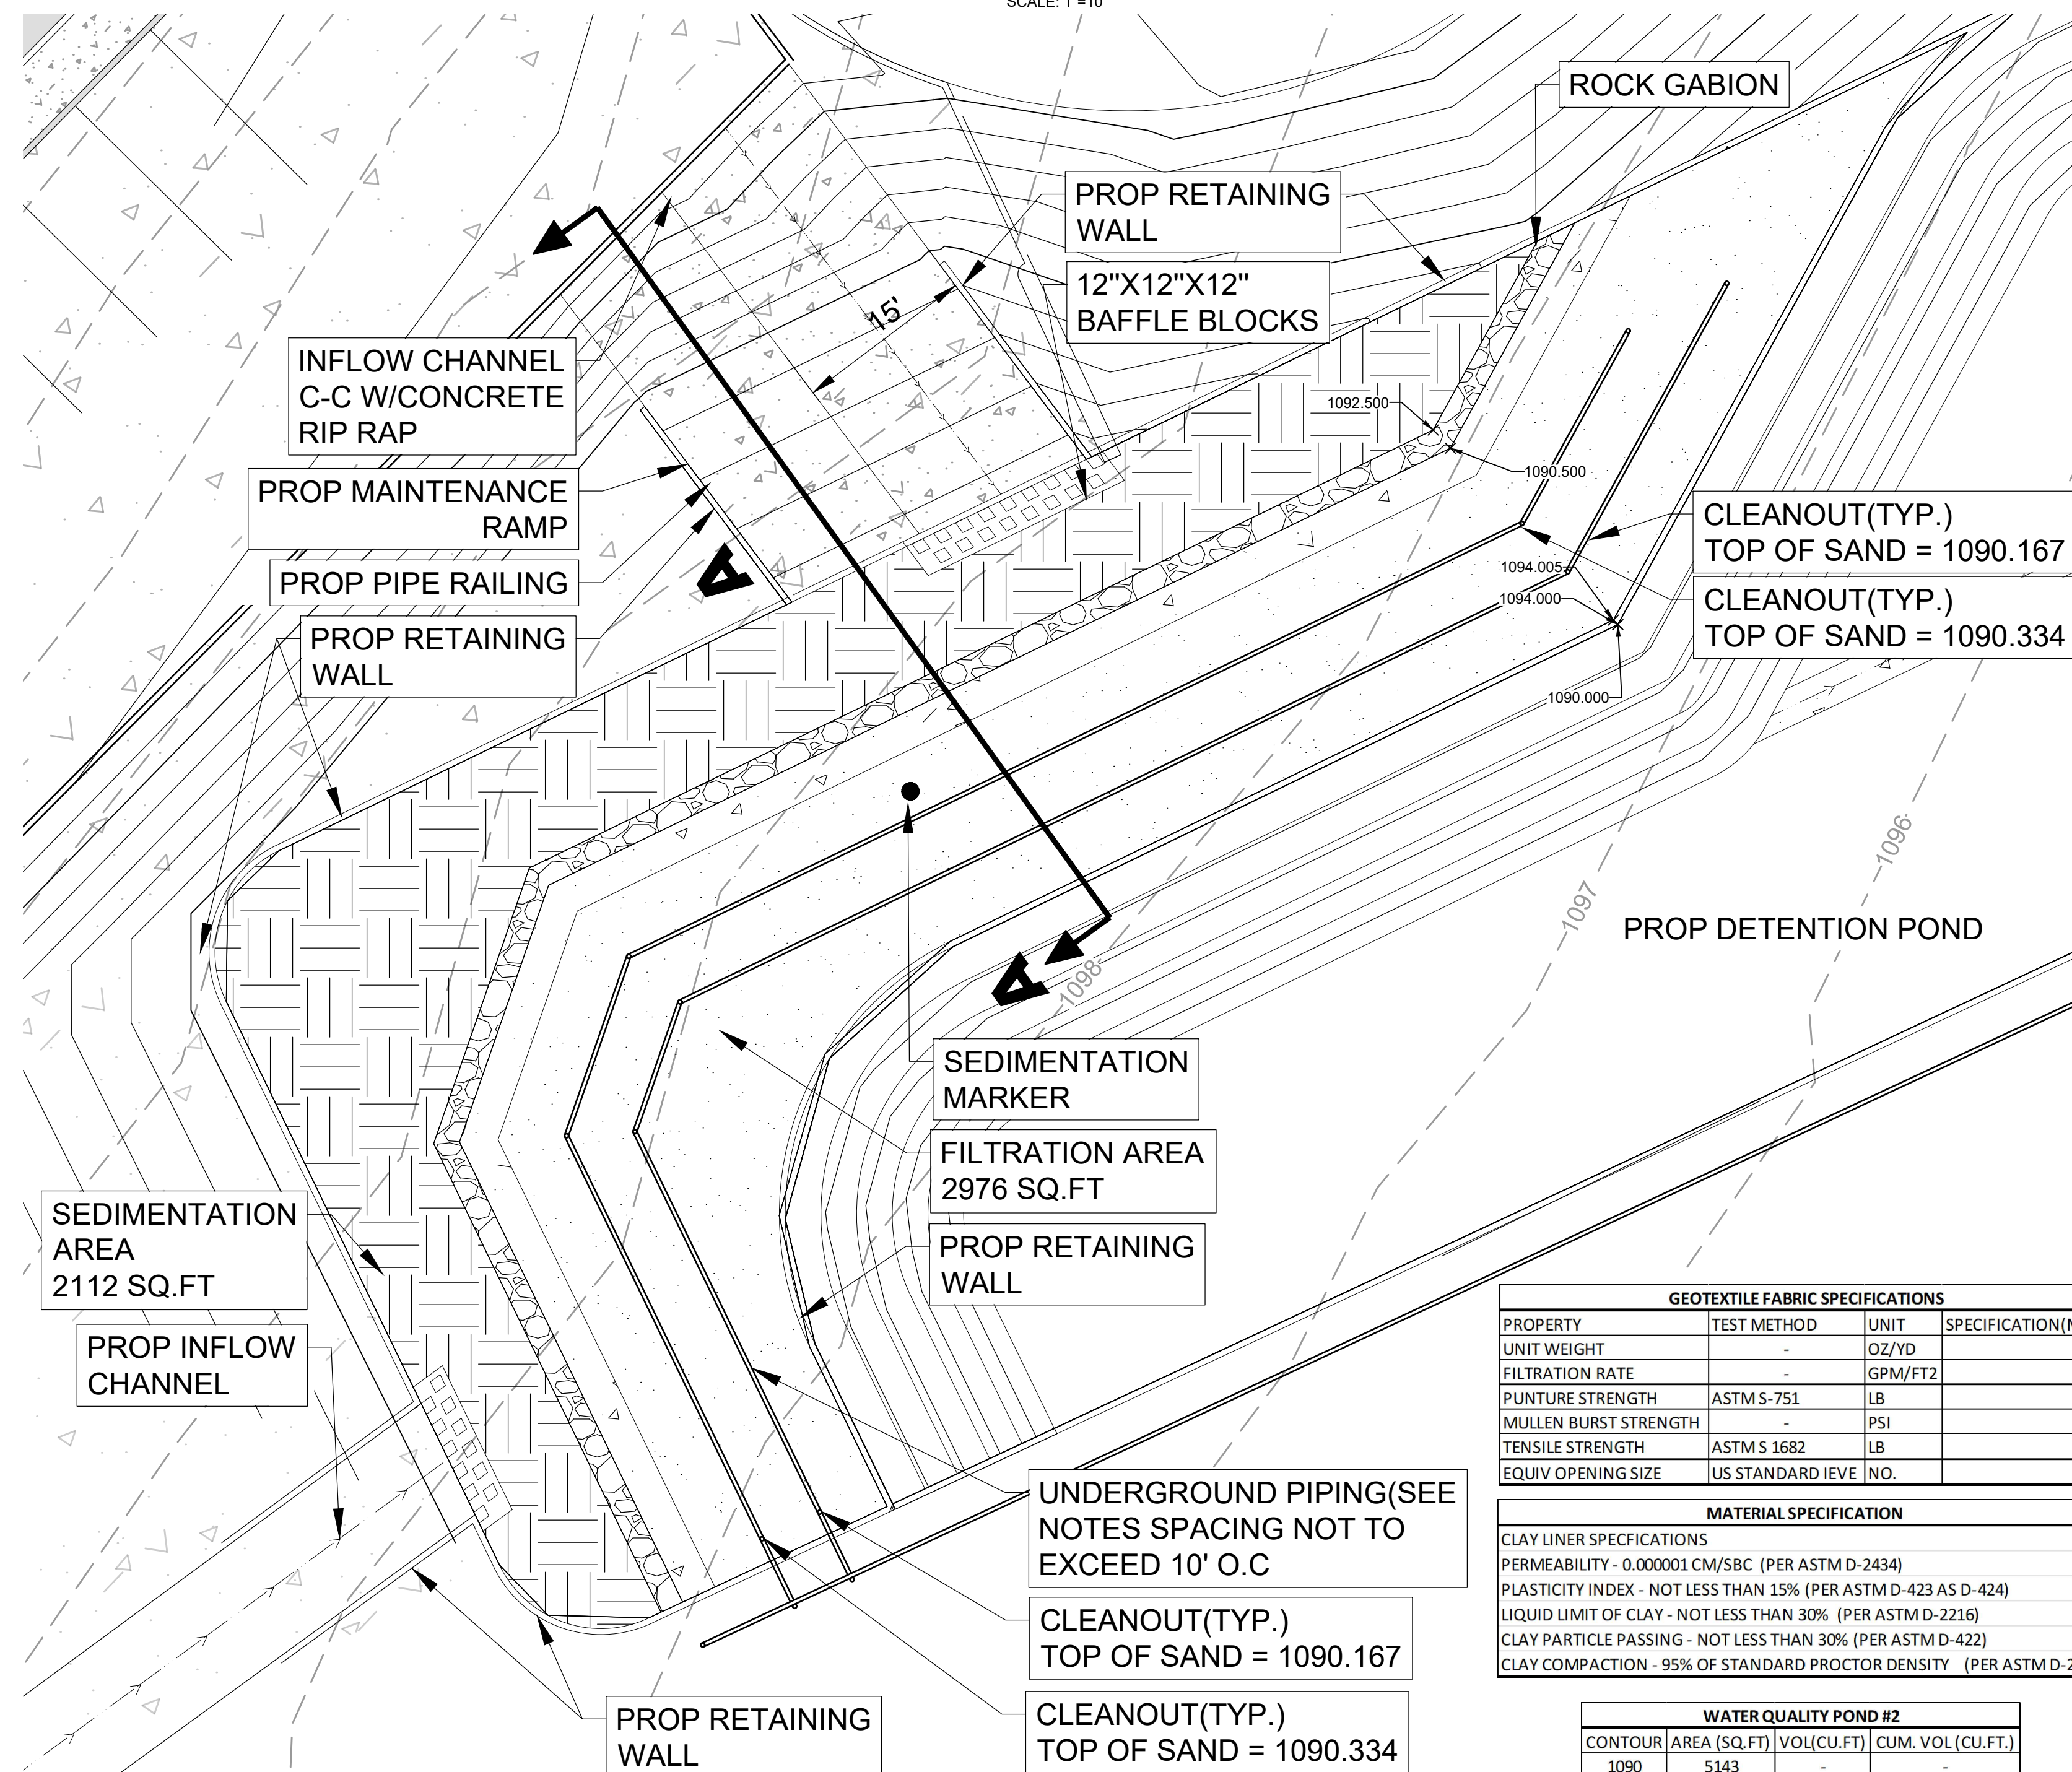 SCALE: 1"=10'
ROCK GABION
PROP RETAINING
WALL
12"X12"X12"
BAFFLE BLOCKS
15'
INFLOW CHANNEL
C-C W/CONCRETE
RIP RAP
PROP MAINTENANCE
RAMP
PROP PIPE RAILING
PROP RETAINING
WALL
A
1092.500
1090.500
CLEANOUT(TYP.)
TOP OF SAND = 1090.167
1094.005
1094.000
CLEANOUT(TYP.)
TOP OF SAND = 1090.334
1090.000
1096
1097
PROP DETENTION POND
A
1098
SEDIMENTATION
MARKER
FILTRATION AREA
2976 SQ.FT
PROP RETAINING
WALL
SEDIMENTATION
AREA
2112 SQ.FT
PROP INFLOW
CHANNEL
UNDERGROUND PIPING(SEE
NOTES SPACING NOT TO
EXCEED 10' O.C
CLEANOUT(TYP.)
TOP OF SAND = 1090.167
CLEANOUT(TYP.)
TOP OF SAND = 1090.334
PROP RETAINING
WALL
GEOTEXTILE FABRIC SPECIFICATIONS
PROPERTY TEST METHOD UNIT SPECIFICATION(M
UNIT WEIGHT - OZ/YD
FILTRATION RATE - GPM/FT2
PUNTURE STRENGTH ASTM S-751 LB
MULLEN BURST STRENGTH - PSI
TENSILE STRENGTH ASTM S 1682 LB
EQUIV OPENING SIZE US STANDARD IEVE NO.
MATERIAL SPECIFICATION
CLAY LINER SPECFICATIONS
PERMEABILITY - 0.000001 CM/SBC (PER ASTM D-2434)
PLASTICITY INDEX - NOT LESS THAN 15% (PER ASTM D-423 AS D-424)
LIQUID LIMIT OF CLAY - NOT LESS THAN 30% (PER ASTM D-2216)
CLAY PARTICLE PASSING - NOT LESS THAN 30% (PER ASTM D-422)
CLAY COMPACTION - 95% OF STANDARD PROCTOR DENSITY (PER ASTM D-2
WATER QUALITY POND #2
CONTOUR AREA (SQ.FT) VOL(CU.FT) CUM. VOL (CU.FT.)
1090 5143 - -